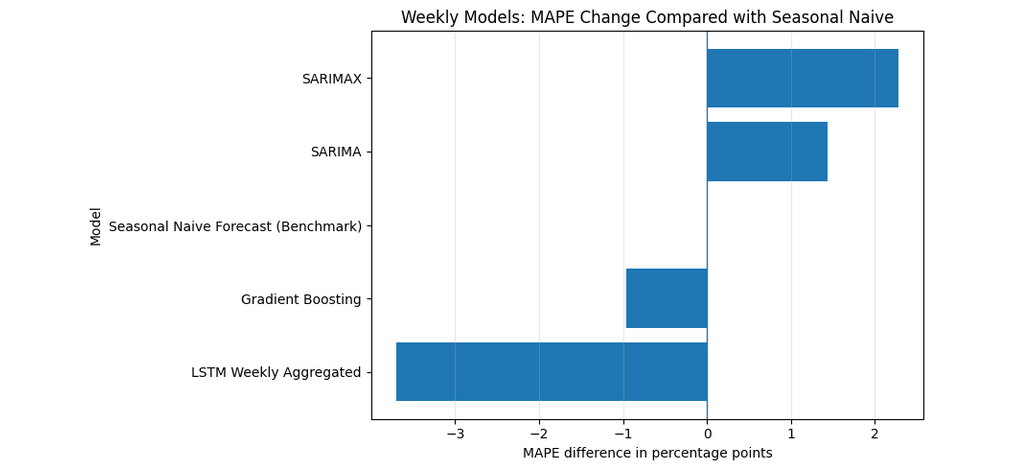 Weekly Models: MAPE Change Compared with Seasonal Naive
SARIMAX
SARIMA
Seasonal Naive Forecast (Benchmark)
Gradient Boosting
LSTM Weekly Aggregated
Model
−3 −2 −1 0 1 2
MAPE difference in percentage points